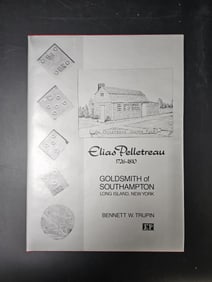 Elias Pelletreau
1726-1810
GOLDSMITH of
SOUTHAMPTON
LONG ISLAND, NEW YORK
BENNETT W. TRUPIN